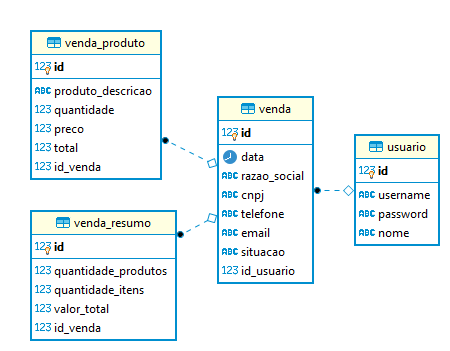 venda_produto
123 id
ABC produto_descricao
123 quantidade
123 preco
123 total
123 id_venda
venda_resumo
123 id
123 quantidade_produtos
123 quantidade_itens
123 valor_total
123 id_venda
venda
123 id
data
ABC razao_social
ABC cnpj
ABC telefone
ABC email
ABC situacao
123 id_usuario
usuario
123 id
ABC username
ABC password
ABC nome